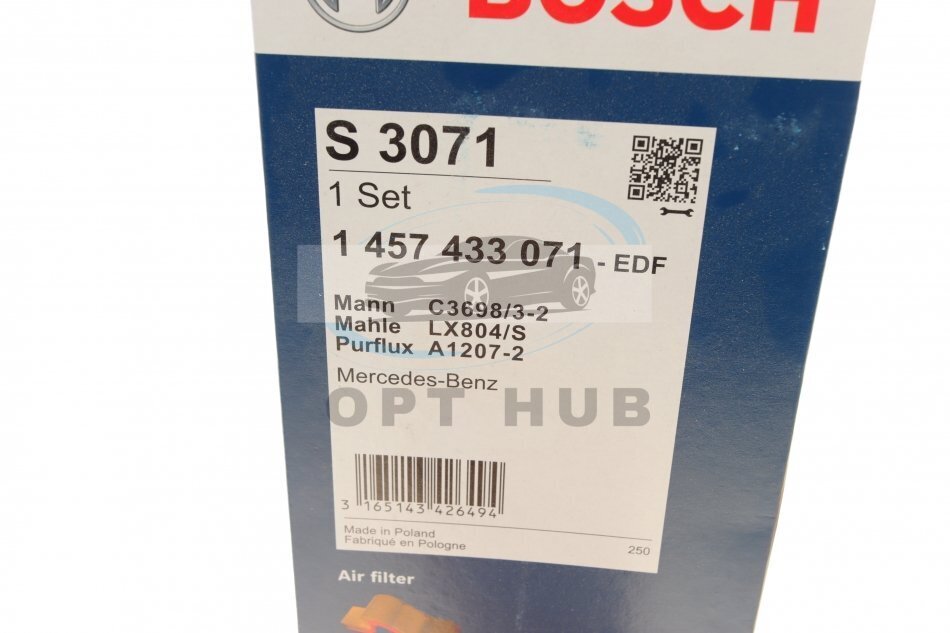 BOSCH
S 3071
1 Set
1 457 433 071 - EDF
Mann C3698/3-2
Mahle LX804/S
Purflux A1207-2
Mercedes-Benz
OPT HUB
3 165143 426494
Made in Poland
Fabriqué en Pologne
250
Air filter